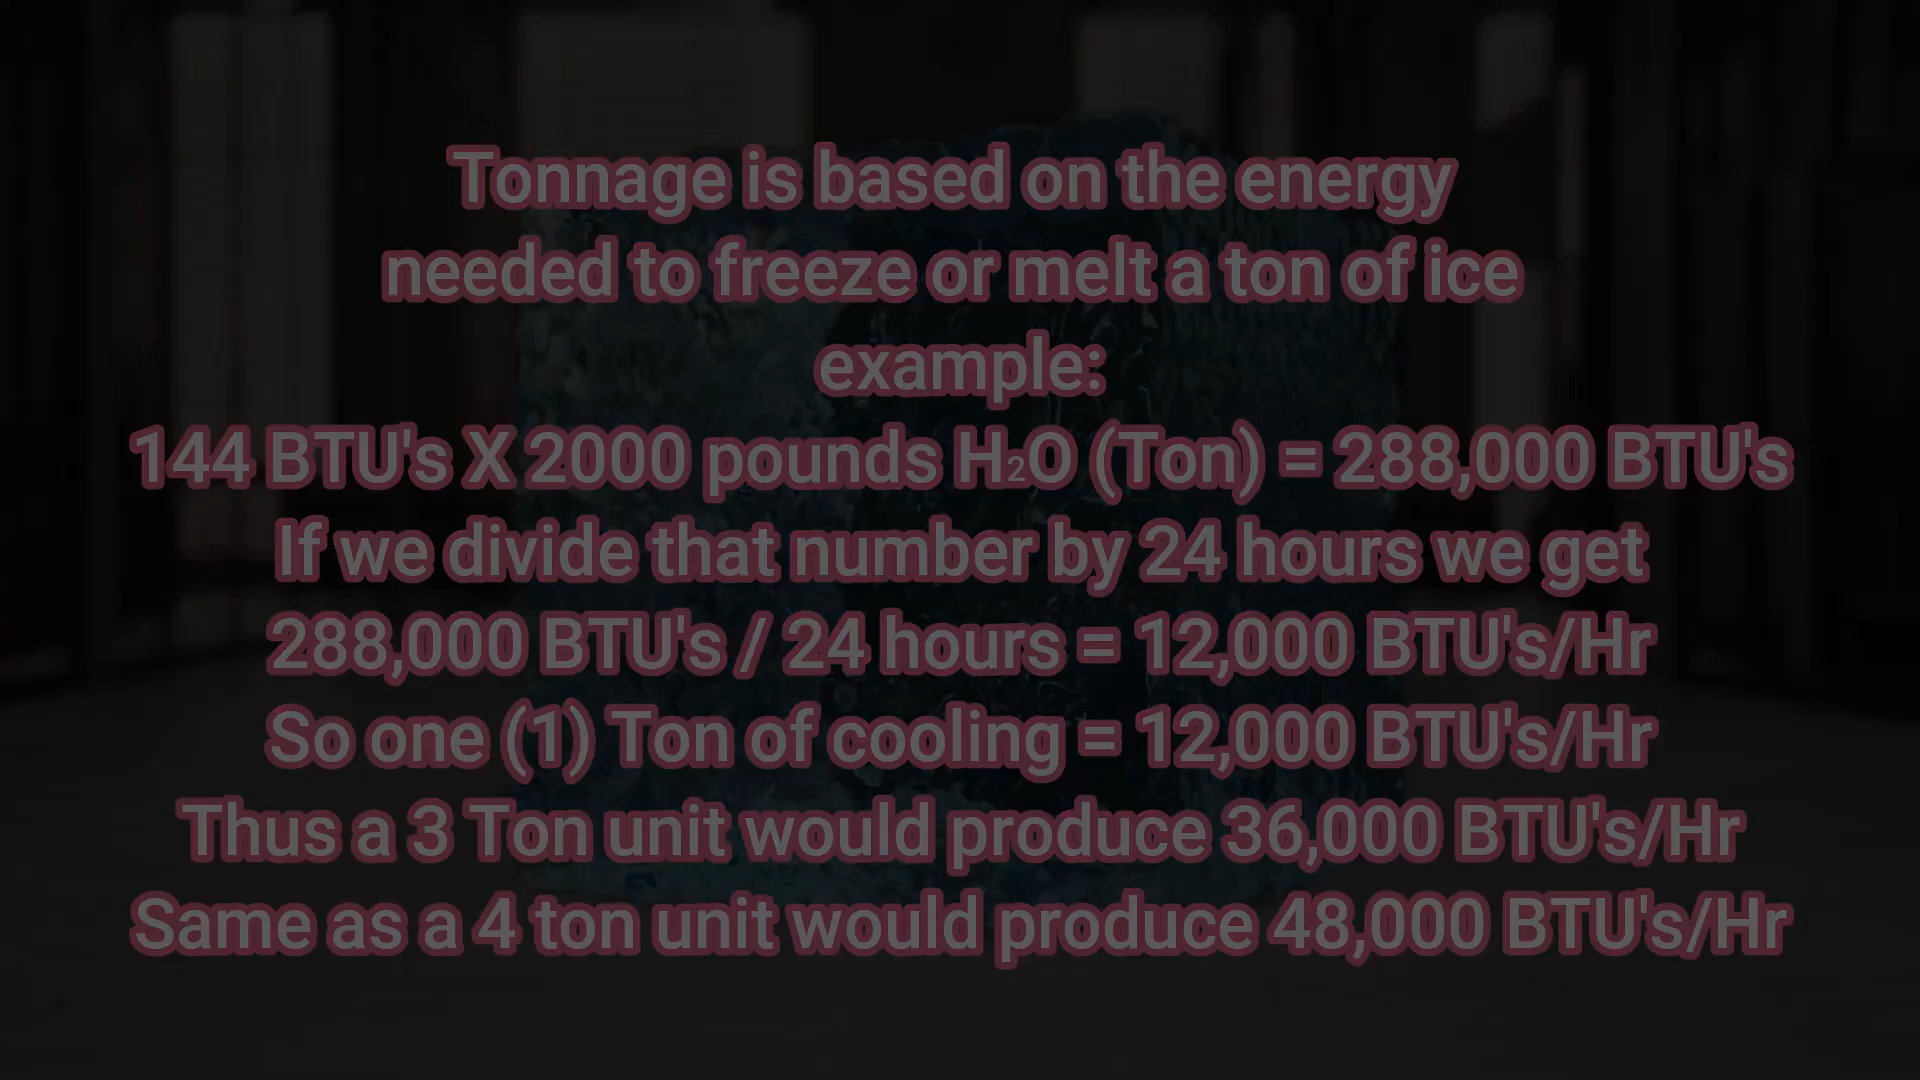 Tonnage is based on the energy
needed to freeze or melt a ton of ice
example:
144 BTU's X 2000 pounds H₂O (Ton) = 288,000 BTU's
If we divide that number by 24 hours we get
288,000 BTU's / 24 hours = 12,000 BTU's/Hr
So one (1) Ton of cooling = 12,000 BTU's/Hr
Thus a 3 Ton unit would produce 36,000 BTU's/Hr
Same as a 4 ton unit would produce 48,000 BTU's/Hr